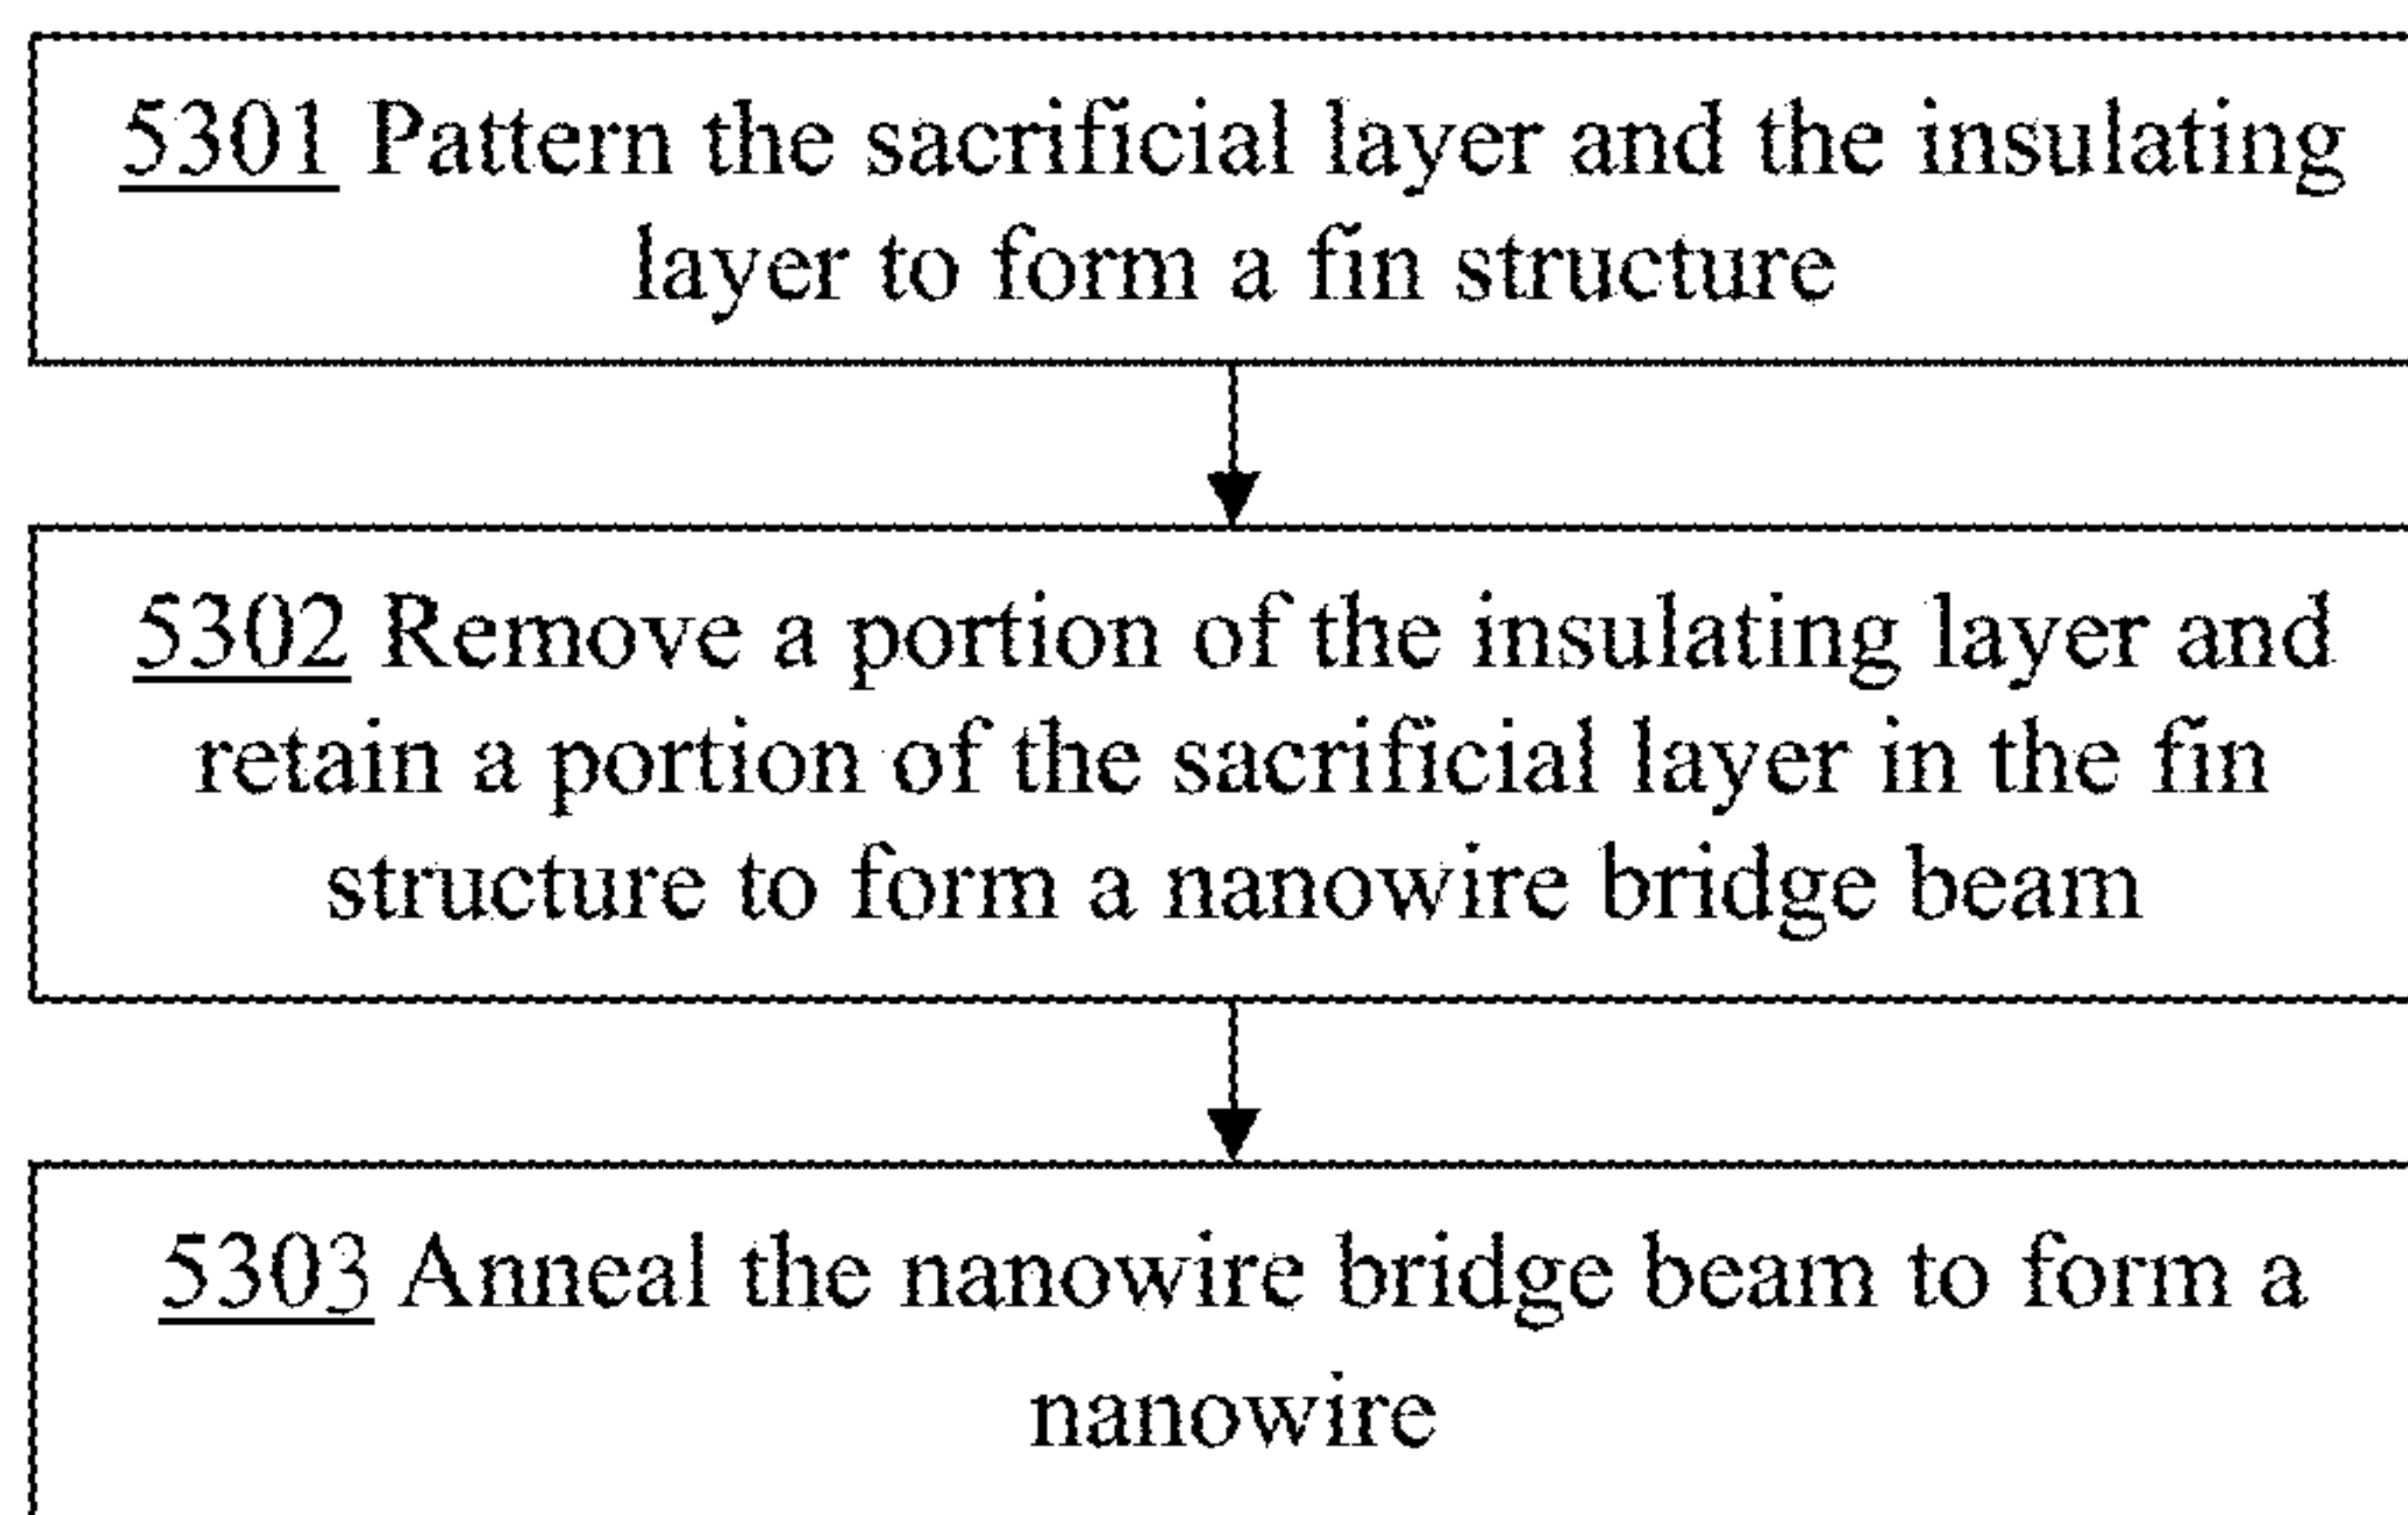 5301 Pattern the sacrificial layer and the insulating
layer to form a fin structure
5302 Remove a portion of the insulating layer and
retain a portion of the sacrificial layer in the fin
structure to form a nanowire bridge beam
5303 Anneal the nanowire bridge beam to form a
nanowire